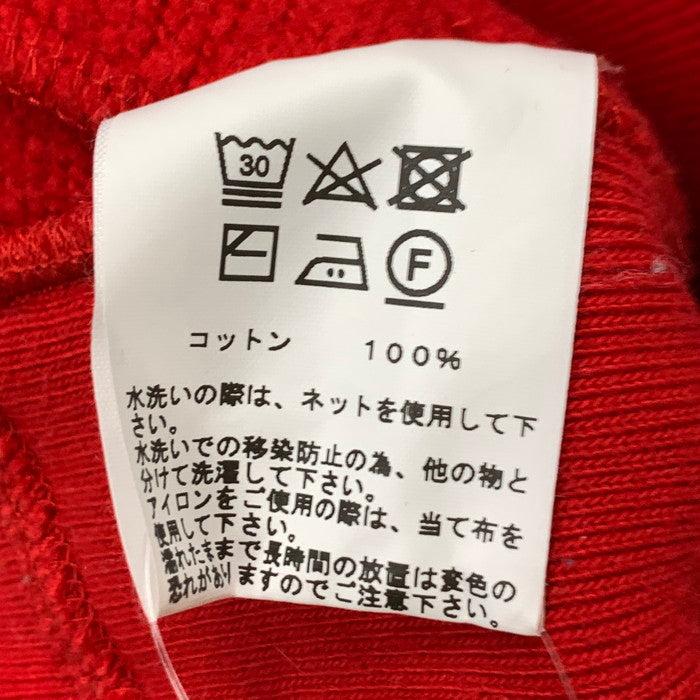 30
F
コットン 100%
水洗いの際は、ネットを使用して下
さい。
水洗いでの移染防止の為、他の物と
分けて洗濯して下さい。
アイロンをご使用の際は、当て布を
使用して下さい。
濡れたままで長時間の放置は変色の
恐れがありますのでご注意下さい。